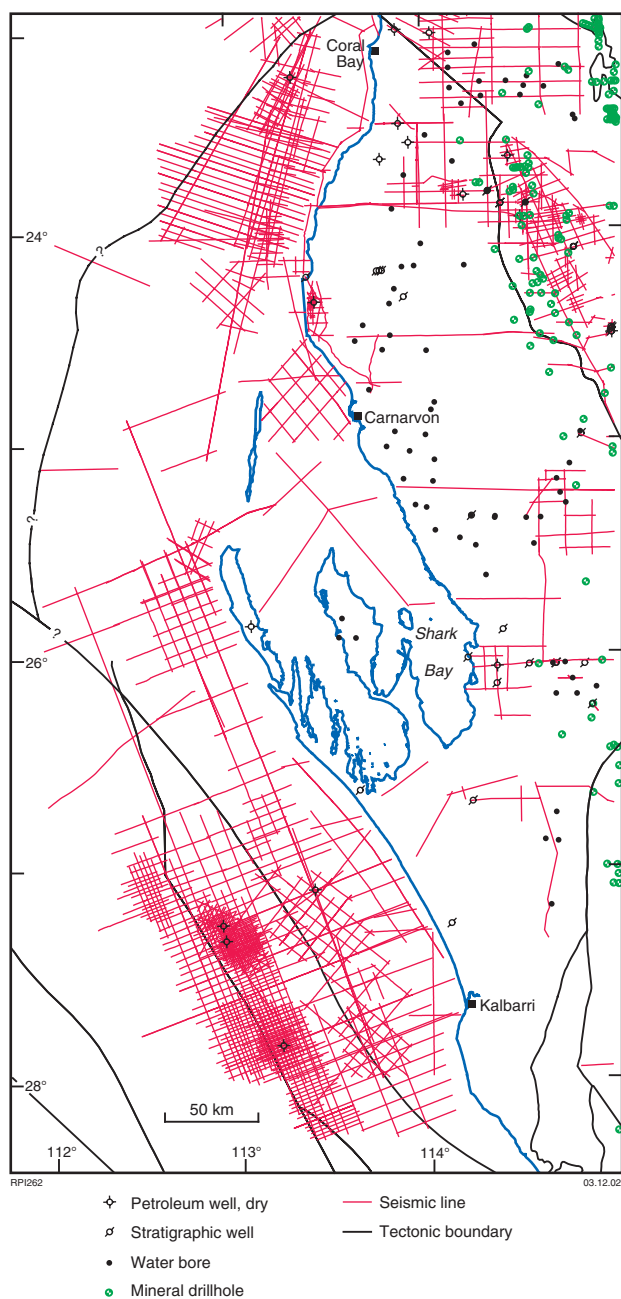 Coral
Bay
24°
?
Carnarvon
?
?
Shark
Bay
26°
Kalbarri
28°
50 km
112° 113° 114°
RPI262 03.12.02
Petroleum well, dry
Seismic line
Stratigraphic well
Tectonic boundary
Water bore
Mineral drillhole